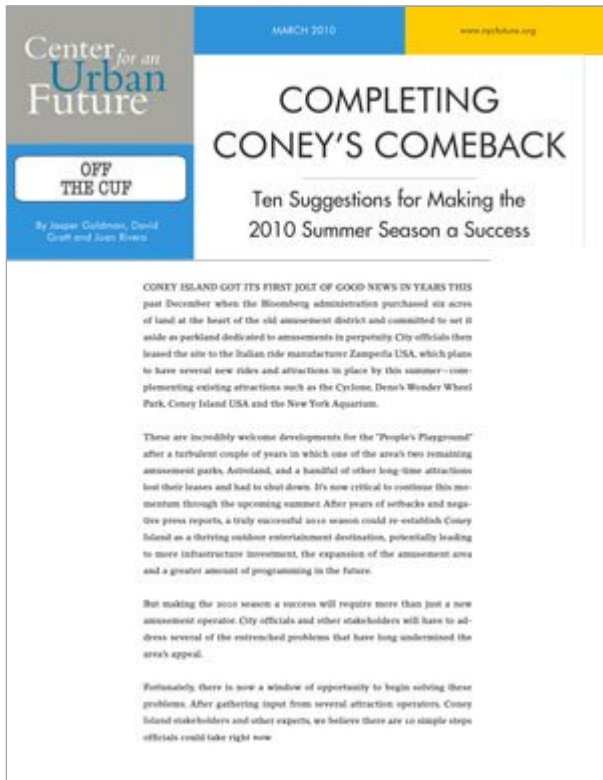 Center for an
Urban
Future
MARCH 2010
www.nycfuture.org
COMPLETING
CONEY'S COMEBACK
Ten Suggestions for Making the
2010 Summer Season a Success
OFF
THE CUF
By Jasper Goldman, David
Gratt and Juan Rivero
CONEY ISLAND GOT ITS FIRST JOLT OF GOOD NEWS IN YEARS THIS
past December when the Bloomberg administration purchased six acres
of land at the heart of the old amusement district and committed to set it
aside as parkland dedicated to amusements in perpetuity. City officials then
leased the site to the Italian ride manufacturer Zamperla USA, which plans
to have several new rides and attractions in place by this summer—com-
plementing existing attractions such as the Cyclone, Deno's Wonder Wheel
Park, Coney Island USA and the New York Aquarium.
These are incredibly welcome developments for the "People's Playground"
after a turbulent couple of years in which one of the area's two remaining
amusement parks, Astroland, and a handful of other long-time attractions
lost their leases and had to shut down. It's now critical to continue this mo-
mentum through the upcoming summer. After years of setbacks and nega-
tive press reports, a truly successful 2010 season could re-establish Coney
Island as a thriving outdoor entertainment destination, potentially leading
to more infrastructure investment, the expansion of the amusement area
and a greater amount of programming in the future.
But making the 2010 season a success will require more than just a new
amusement operator. City officials and other stakeholders will have to ad-
dress several of the entrenched problems that have long undermined the
area's appeal.
Fortunately, there is now a window of opportunity to begin solving these
problems. After gathering input from several attraction operators, Coney
Island stakeholders and other experts, we believe there are 10 simple steps
officials could take right now